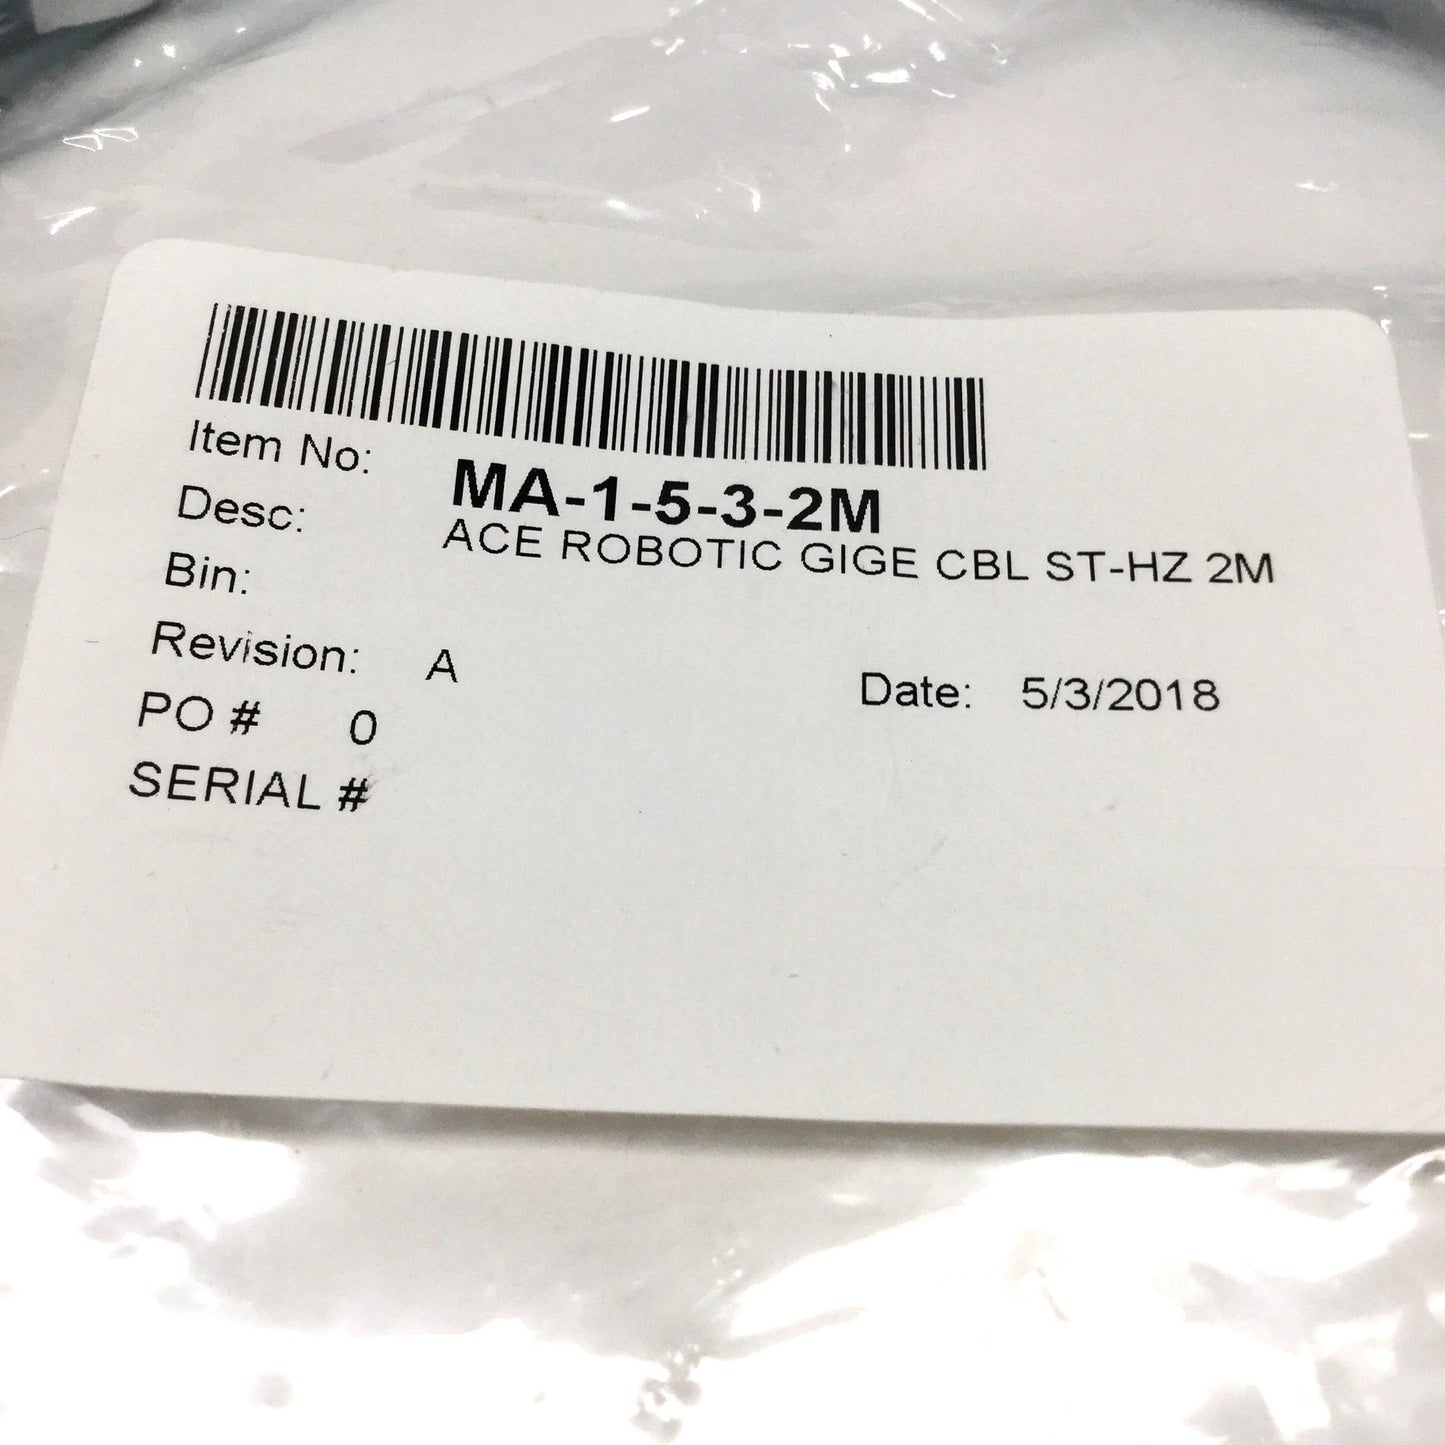 Item No: MA-1-5-3-2M
Desc: ACE ROBOTIC GIGE CBL ST-HZ 2M
Bin:
Revision: A Date: 5/3/2018
PO # 0
SERIAL #